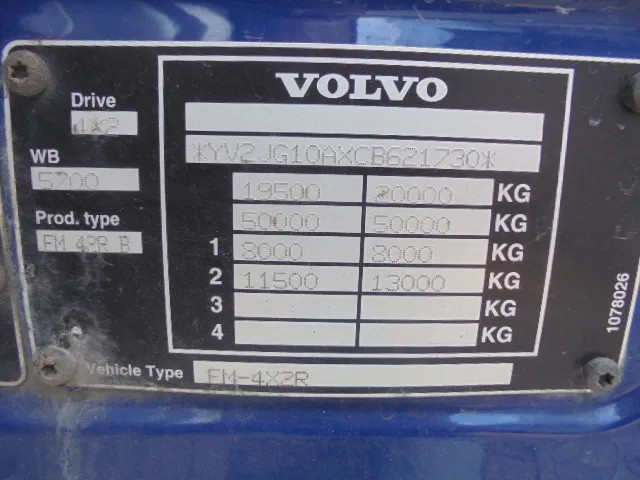 VOLVO
Drive
4X2
*YV2JG10AXCB621730*
WB
5700
19500 20000 KG
50000 50000 KG
Prod. type
FM 42R B
1 8000 8000 KG
2 11500 13000 KG
3 KG
4 KG
1078026
Vehicle Type FM-4X2R